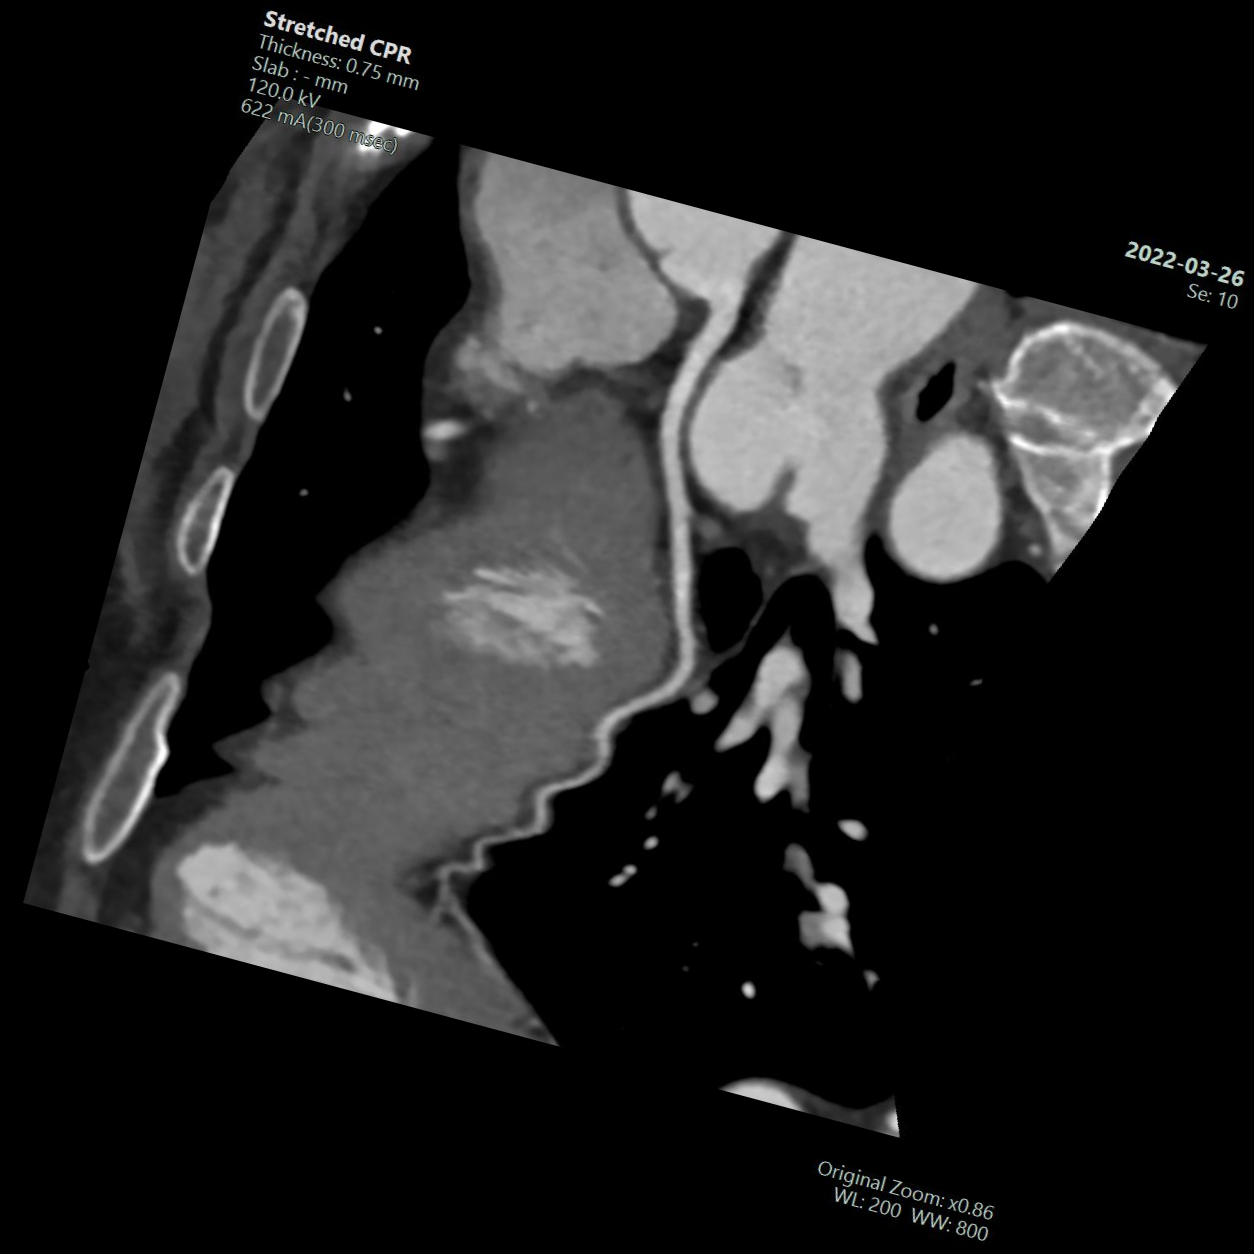 Stretched CPR
Thickness: 0.75 mm
Slab : - mm
120.0 kV
622 mA(300 msec)
2022-03-26
Se: 10
Original Zoom: x0.86
WL: 200 WW: 800